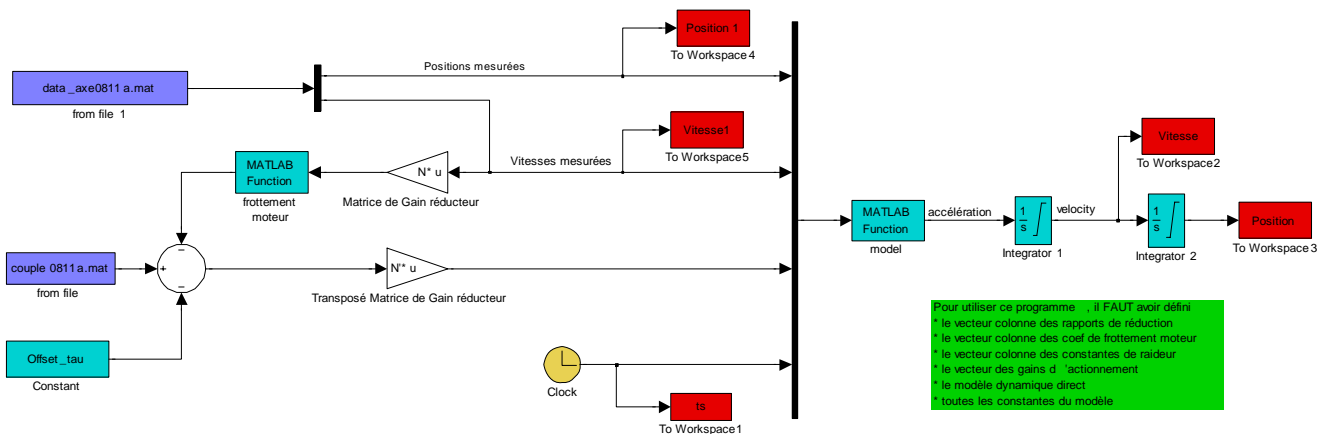 Position 1
To Workspace4
Positions mesurées
data _axe0811 a.mat
from file 1
Vitesse1
To Workspace5
Vitesses mesurées
MATLAB
Function
frottement
moteur
N* u
Matrice de Gain réducteur
Vitesse
To Workspace2
MATLAB
Function
model
accélération
1
s
Integrator 1
velocity
1
s
Integrator 2
Position
To Workspace3
couple 0811 a.mat
from file
−
+
−
N'* u
Transposé Matrice de Gain réducteur
Offset _tau
Constant
Clock
ts
To Workspace1
Pour utiliser ce programme , il FAUT avoir défini
* le vecteur colonne des rapports de réduction
* le vecteur colonne des coef de frottement moteur
* le vecteur colonne des constantes de raideur
* le vecteur des gains d 'actionnement
* le modèle dynamique direct
* toutes les constantes du modèle